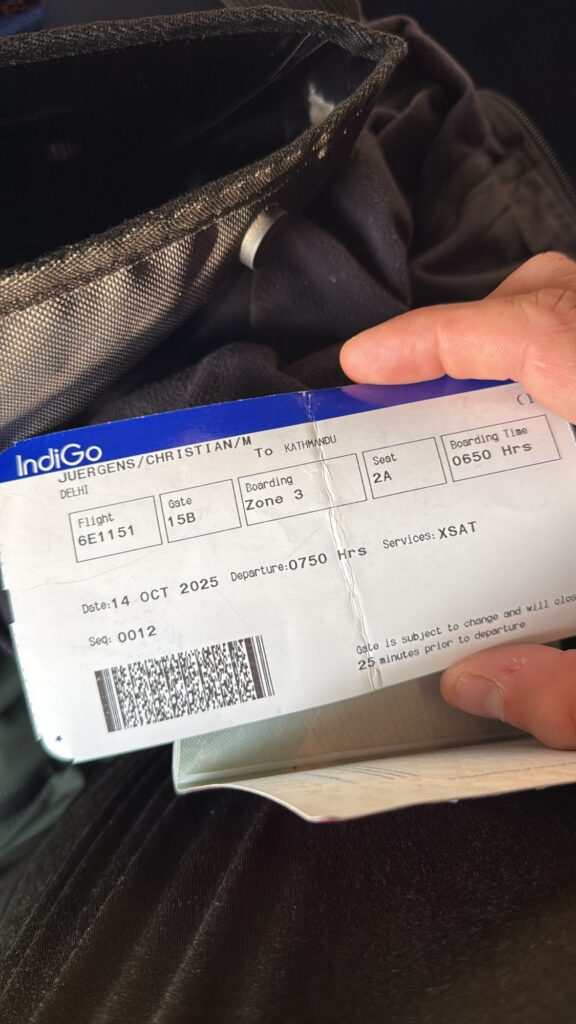 IndiGo
JUERGENS/CHRISTIAN/M To KATHMANDU
DELHI
Flight Gate Boarding Seat Boarding Time
6E1151 15B Zone 3 2A 0650 Hrs
Date:14 OCT 2025 Departure:0750 Hrs Services:XSAT
Seq: 0012
Gate is subject to change and will
25 minutes prior to departure